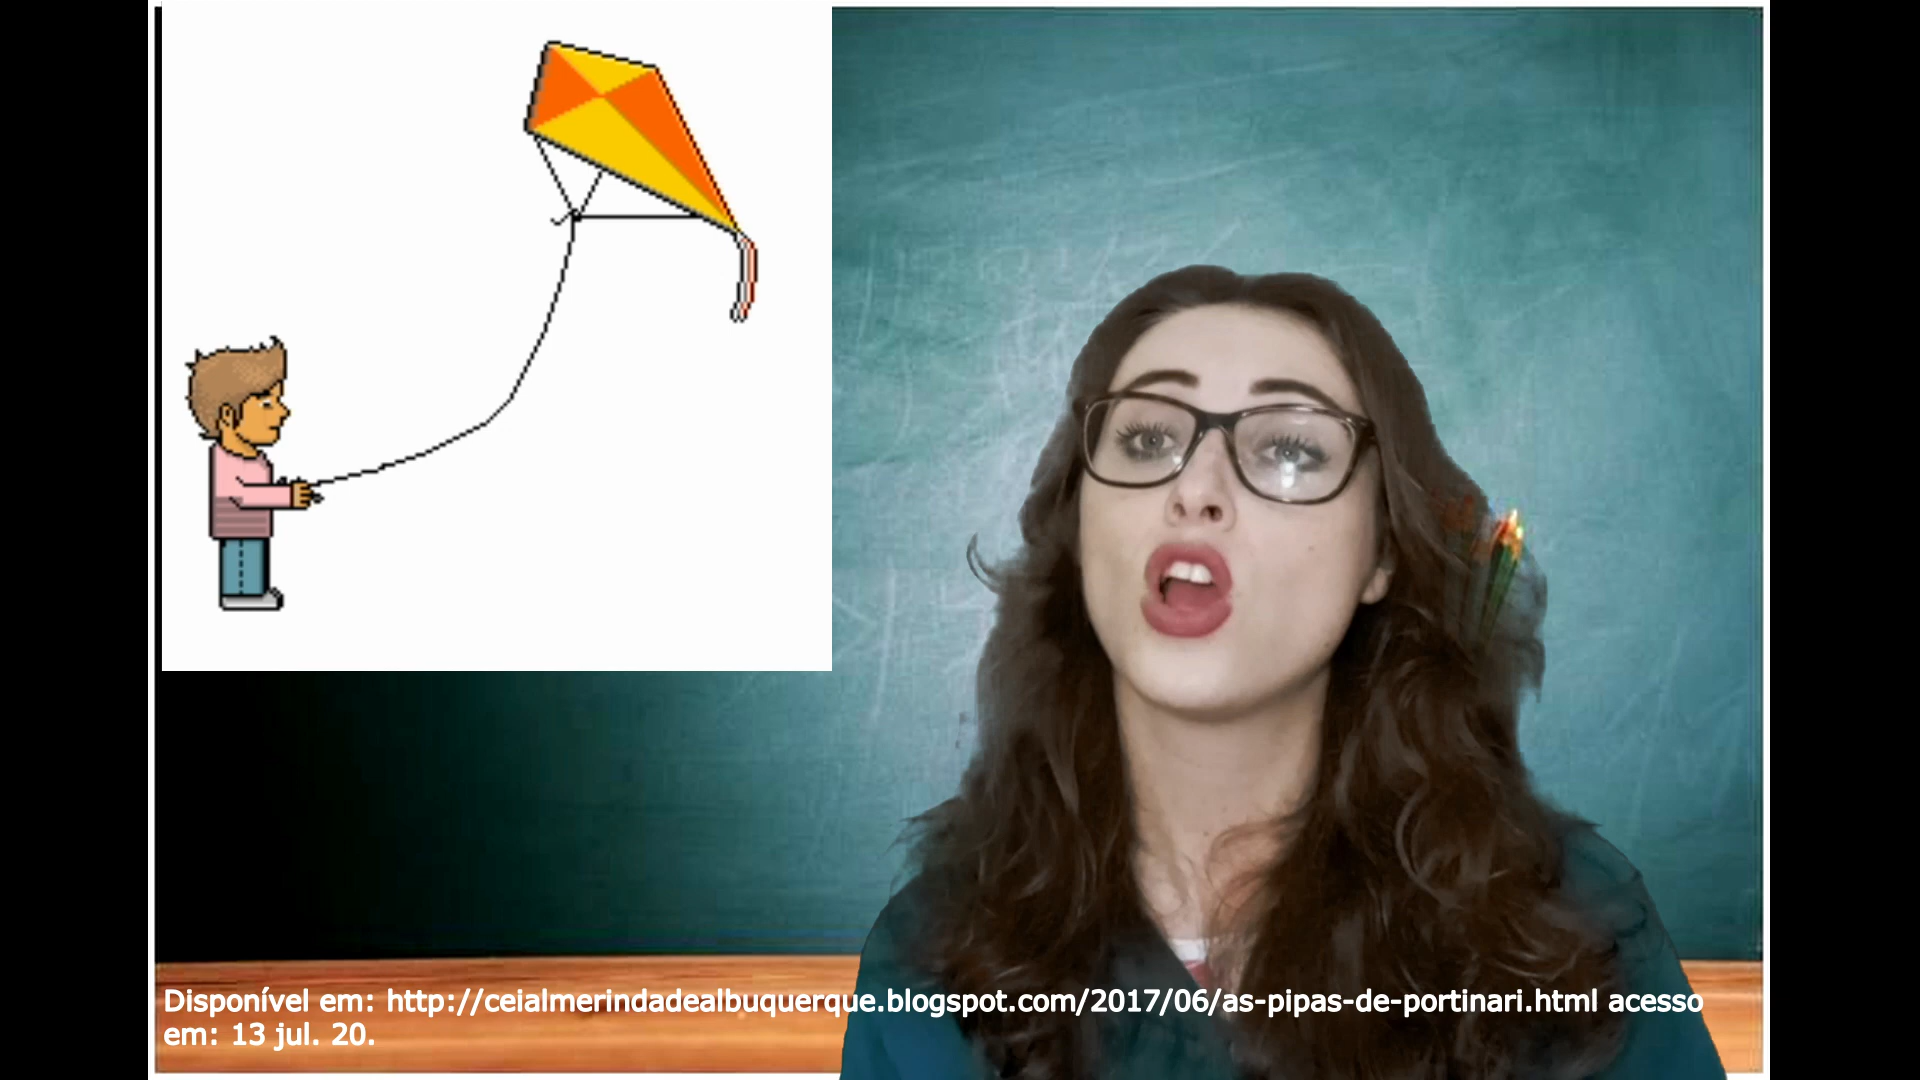 Disponível em: http://ceialmerindadealbuquerque.blogspot.com/2017/06/as-pipas-de-portinari.html acesso
em: 13 jul. 20.